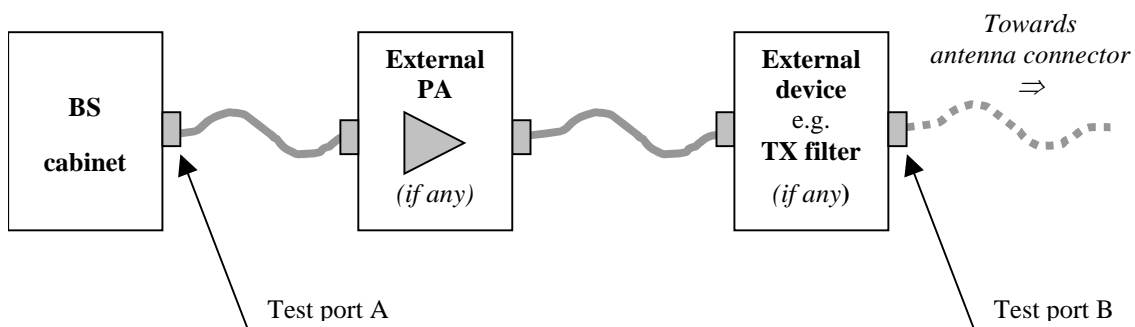 BS
cabinet
External
PA
(if any)
External
device
e.g.
TX filter
(if any)
Towards
antenna connector
⇒
Test port A
Test port B